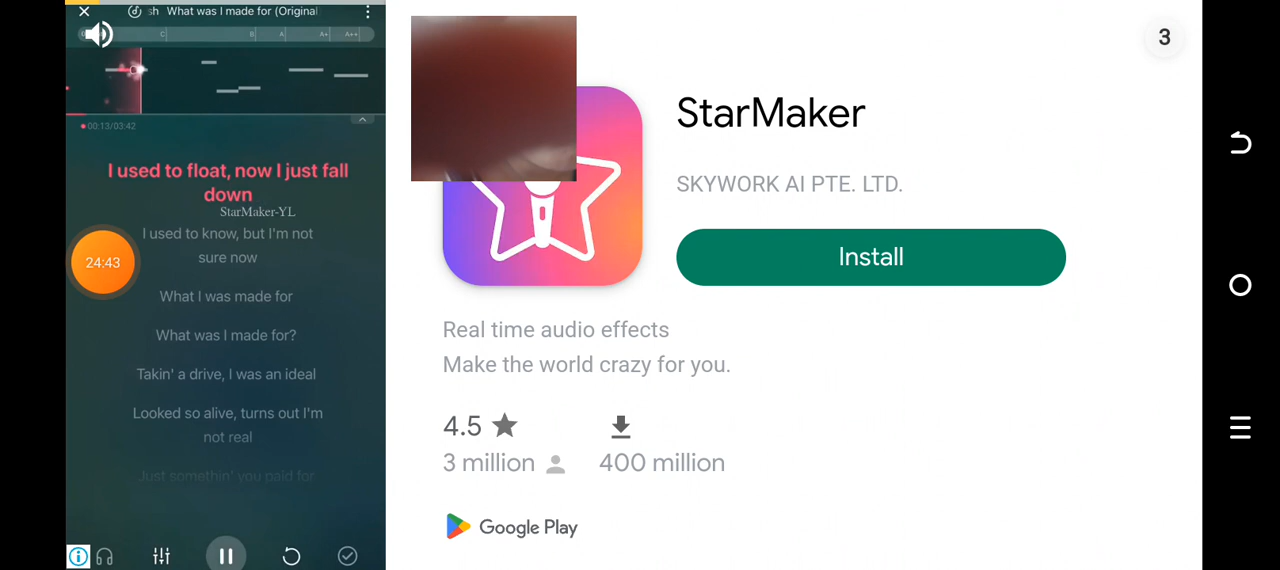 sh What was I made for (Original
C B A A+ A++
00:13/03:42
I used to float, now I just fall
down
StarMaker-YL
I used to know, but I'm not
sure now
24:43
What I was made for
What was I made for?
Takin' a drive, I was an ideal
Looked so alive, turns out I'm
not real
Just somethin' you paid for
3
StarMaker
SKYWORK AI PTE. LTD.
Install
Real time audio effects
Make the world crazy for you.
4.5
3 million 400 million
Google Play